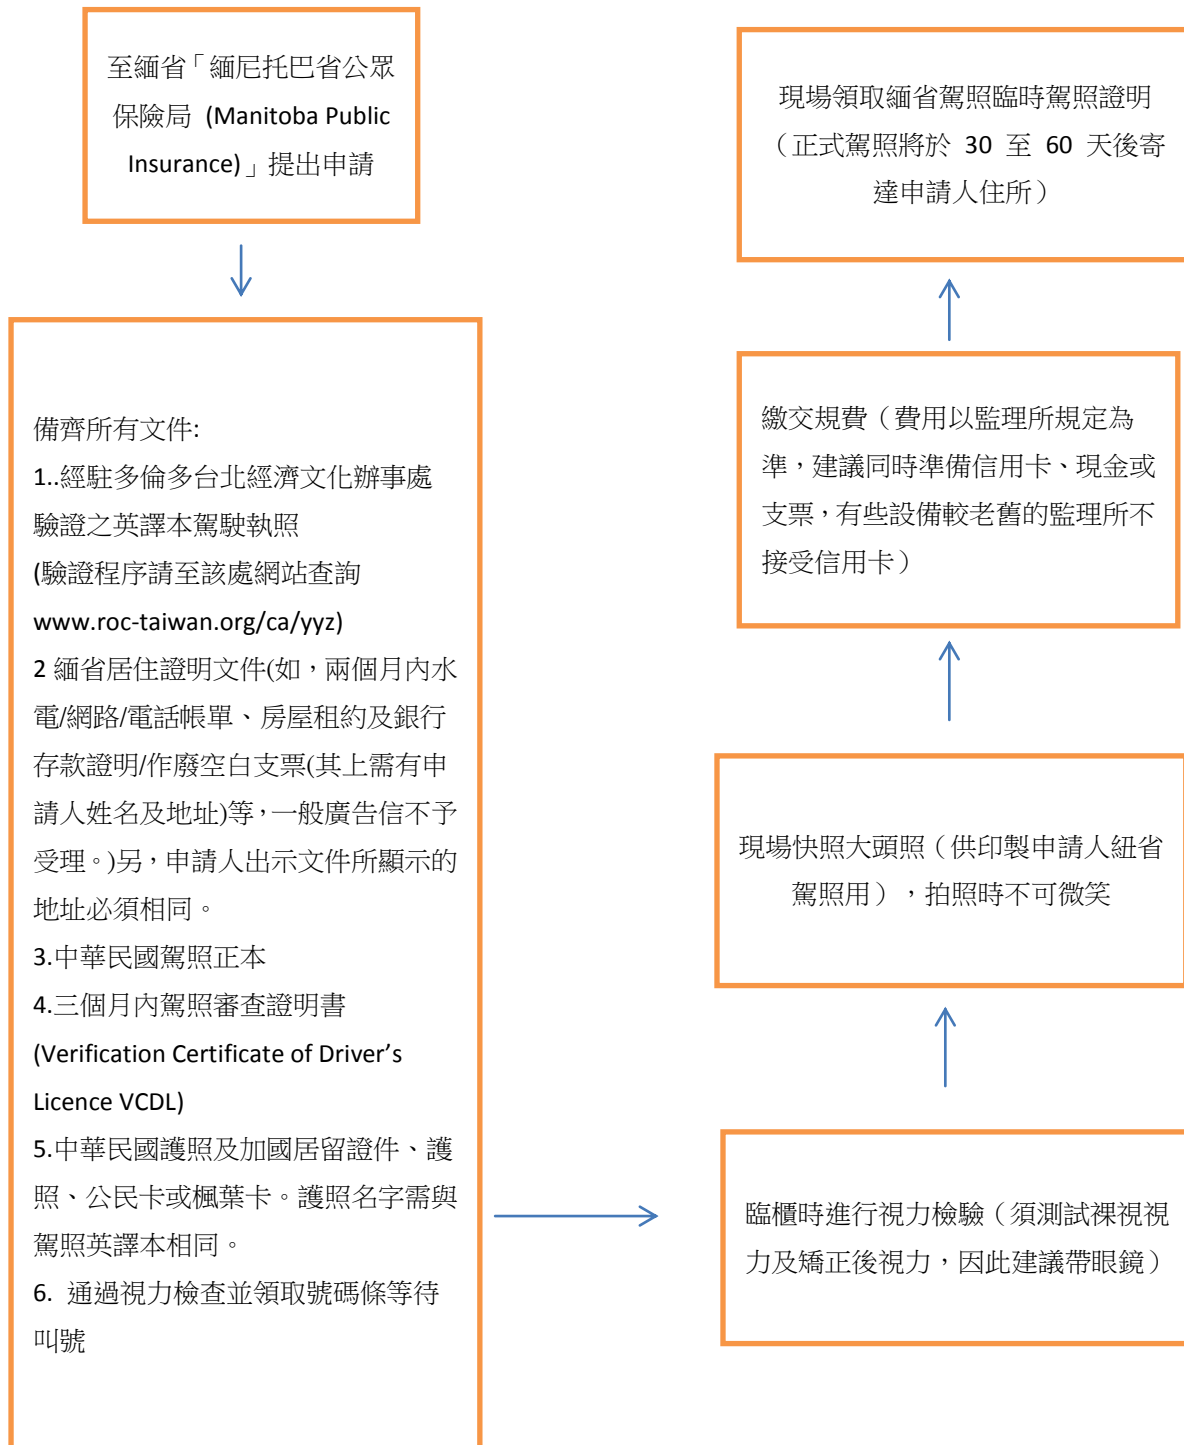 至緬省「緬尼托巴省公眾
保險局 (Manitoba Public
Insurance)」提出申請
備齊所有文件:
1..經駐多倫多台北經濟文化辦事處
驗證之英譯本駕駛執照
(驗證程序請至該處網站查詢
www.roc-taiwan.org/ca/yyz)
2 緬省居住證明文件(如，兩個月內水
電/網路/電話帳單、房屋租約及銀行
存款證明/作廢空白支票(其上需有申
請人姓名及地址)等，一般廣告信不予
受理。)另，申請人出示文件所顯示的
地址必須相同。
3.中華民國駕照正本
4.三個月內駕照審查證明書
(Verification Certificate of Driver’s
Licence VCDL)
5.中華民國護照及加國居留證件、護
照、公民卡或楓葉卡。護照名字需與
駕照英譯本相同。
6. 通過視力檢查並領取號碼條等待
叫號
臨櫃時進行視力檢驗（須測試裸視視
力及矯正後視力，因此建議帶眼鏡）
現場快照大頭照（供印製申請人紐省
駕照用），拍照時不可微笑
繳交規費（費用以監理所規定為
準，建議同時準備信用卡、現金或
支票，有些設備較老舊的監理所不
接受信用卡）
現場領取緬省駕照臨時駕照證明
（正式駕照將於 30 至 60 天後寄
達申請人住所）